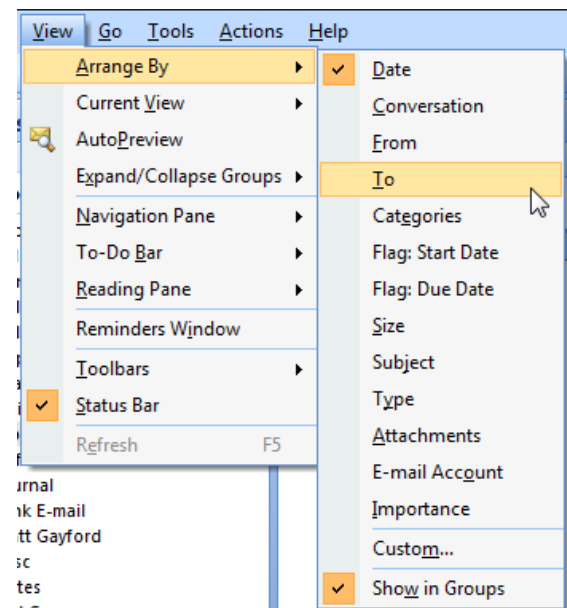 View Go Tools Actions Help
Arrange By
Current View
AutoPreview
Expand/Collapse Groups
Navigation Pane
To-Do Bar
Reading Pane
Reminders Window
Toolbars
Status Bar
Refresh F5
Date
Conversation
From
To
Categories
Flag: Start Date
Flag: Due Date
Size
Subject
Type
Attachments
E-mail Account
Importance
Custom...
Show in Groups
urnal
nk E-mail
tt Gayford
sc
tes